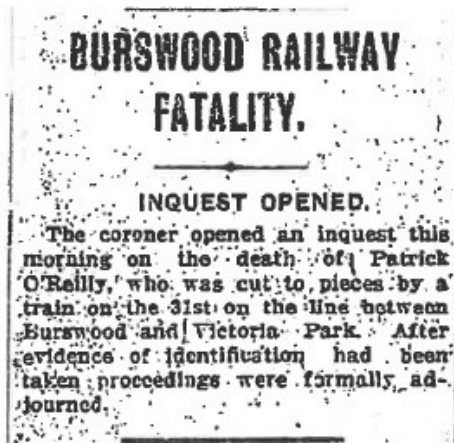 BURSWOOD RAILWAY
FATALITY.
INQUEST OPENED.
The coroner opened an inquest this
morning on the death of Patrick
O'Reilly, who was cut to pieces by a
train on the 31st on the line between
Burswood and Victoria Park. After
evidence of identification had been
taken proceedings were formally ad-
journed.